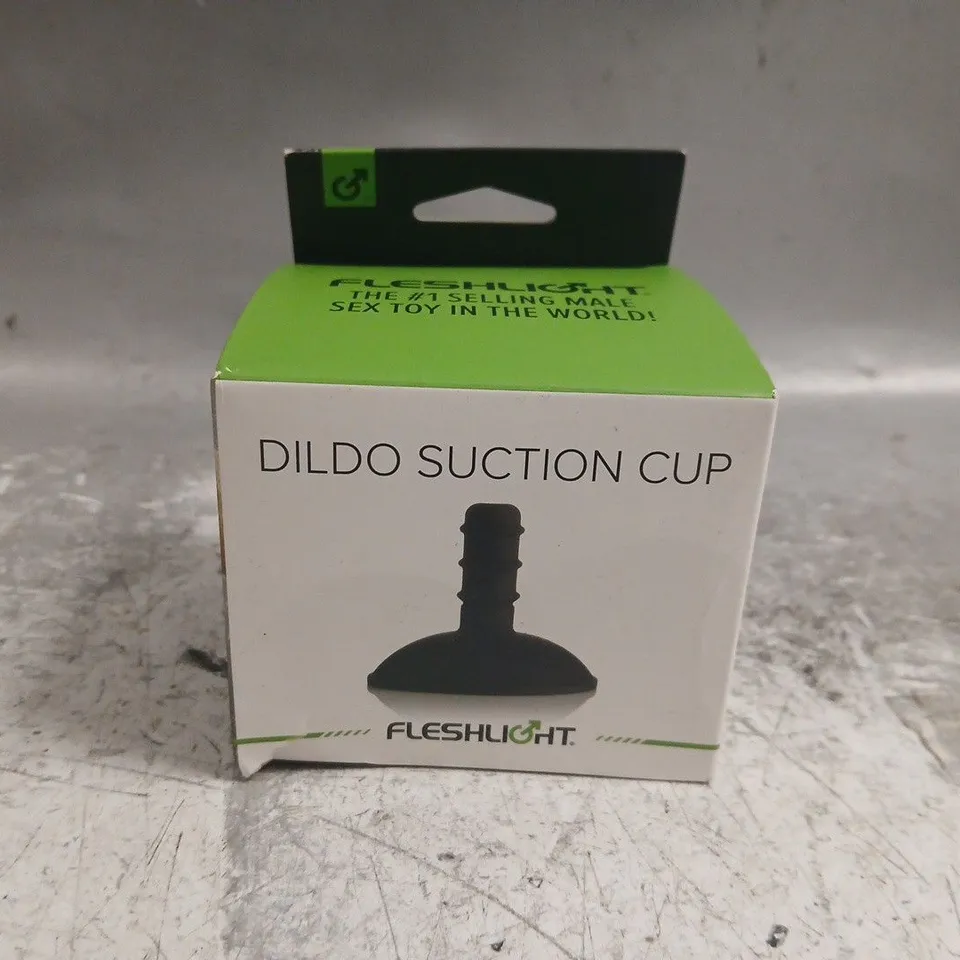 FLESHLIGHT
THE #1 SELLING MALE
SEX TOY IN THE WORLD!
DILDO SUCTION CUP
FLESHLIGHT®